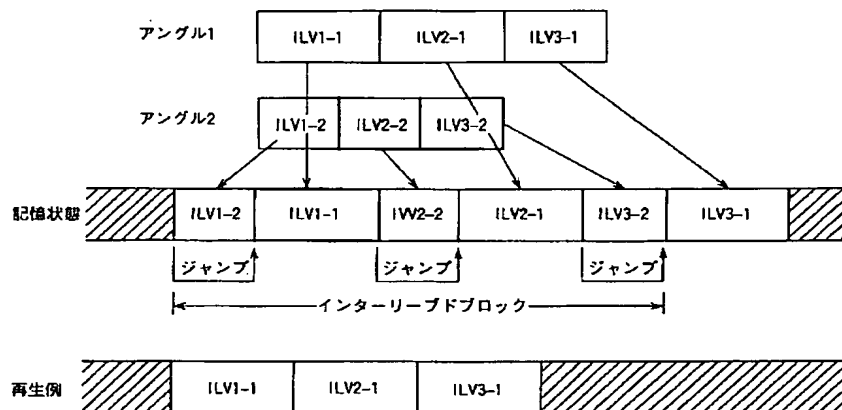 アングル1 ILV1-1 ILV2-1 ILV3-1
アングル2 ILV1-2 ILV2-2 ILV3-2
記憶状態 ILV1-2 ILV1-1 IVV2-2 ILV2-1 ILV3-2 ILV3-1
ジャンプ ジャンプ ジャンプ
インターリーブドブロック
再生例 ILV1-1 ILV2-1 ILV3-1